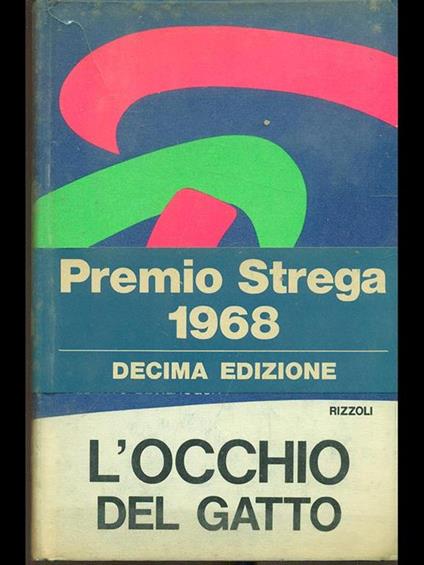 Premio Strega
1968
DECIMA EDIZIONE
RIZZOLI
L'OCCHIO
DEL GATTO